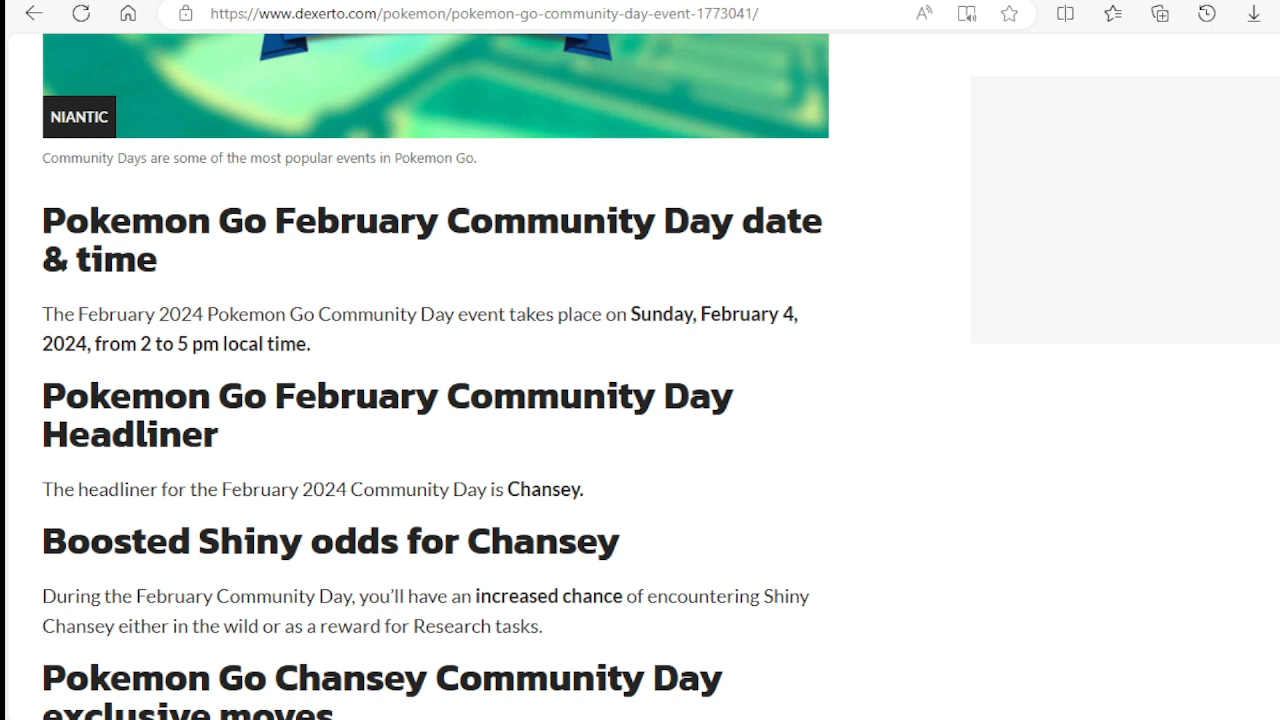 https://www.dexerto.com/pokemon/pokemon-go-community-day-event-1773041/
NIANTIC
Community Days are some of the most popular events in Pokemon Go.
Pokemon Go February Community Day date
& time
The February 2024 Pokemon Go Community Day event takes place on Sunday, February 4,
2024, from 2 to 5 pm local time.
Pokemon Go February Community Day
Headliner
The headliner for the February 2024 Community Day is Chansey.
Boosted Shiny odds for Chansey
During the February Community Day, you’ll have an increased chance of encountering Shiny
Chansey either in the wild or as a reward for Research tasks.
Pokemon Go Chansey Community Day
exclusive moves